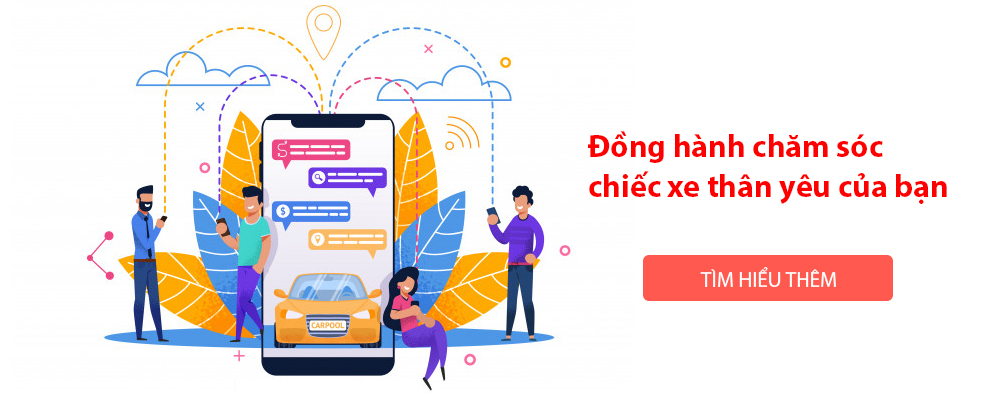 Đồng hành chăm sóc
chiếc xe thân yêu của bạn
TÌM HIỂU THÊM
CARPOOL